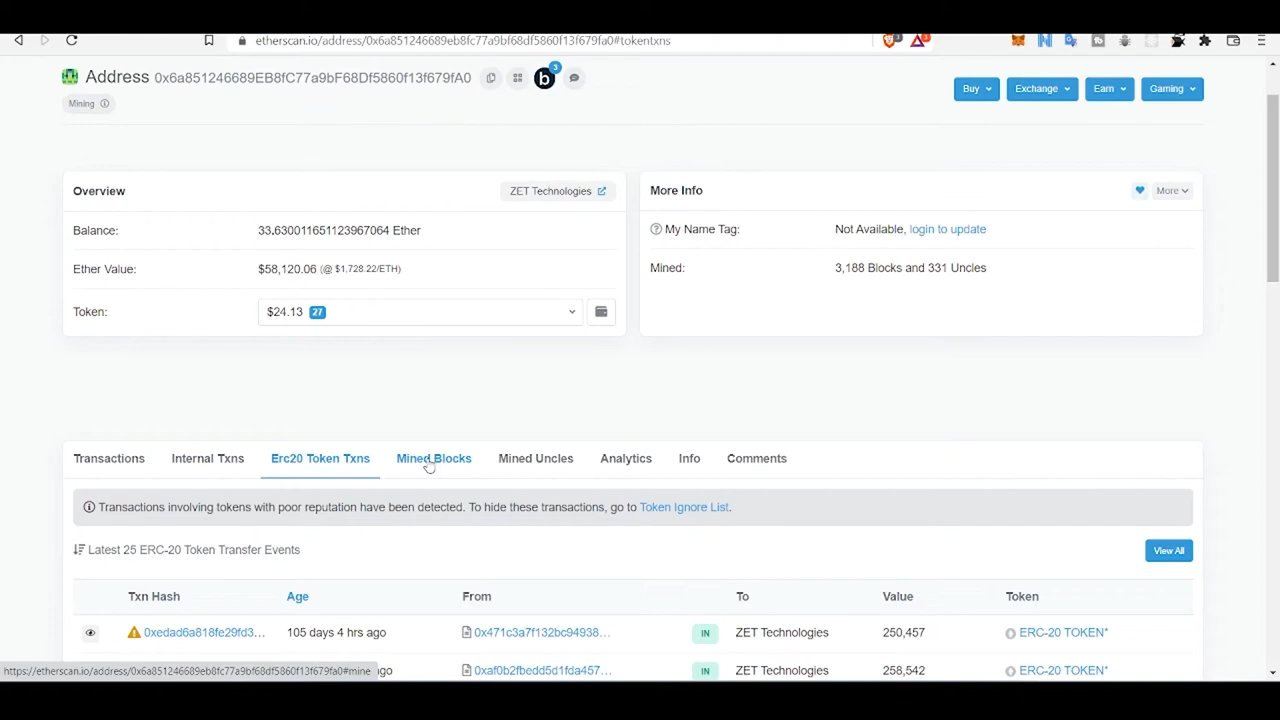 etherscan.io/address/0x6a851246689eb8fc77a9bf68df5860f13f679fa0#tokentxns
Address 0x6a851246689EB8fC77a9bF68Df5860f13f679fA0
b 3
Buy Exchange Earn Gaming
Mining
Overview
ZET Technologies
More Info
More
Balance: 33.630011651123967064 Ether
My Name Tag: Not Available, login to update
Ether Value: $58,120.06 (@ $1,728.22/ETH)
Mined: 3,188 Blocks and 331 Uncles
Token: $24.13 27
Transactions Internal Txns Erc20 Token Txns Mined Blocks Mined Uncles Analytics Info Comments
Transactions involving tokens with poor reputation have been detected. To hide these transactions, go to Token Ignore List.
Latest 25 ERC-20 Token Transfer Events
View All
Txn Hash Age From To Value Token
0xedad6a818fe29fd3... 105 days 4 hrs ago 0x471c3a7f132bc94938... IN ZET Technologies 250,457 ERC-20 TOKEN*
https://etherscan.io/address/0x6a851246689eb8fc77a9bf68df5860f13f679fa0#mine
ago 0xaf0b2fbedd5d1fda457... IN ZET Technologies 258,542 ERC-20 TOKEN*